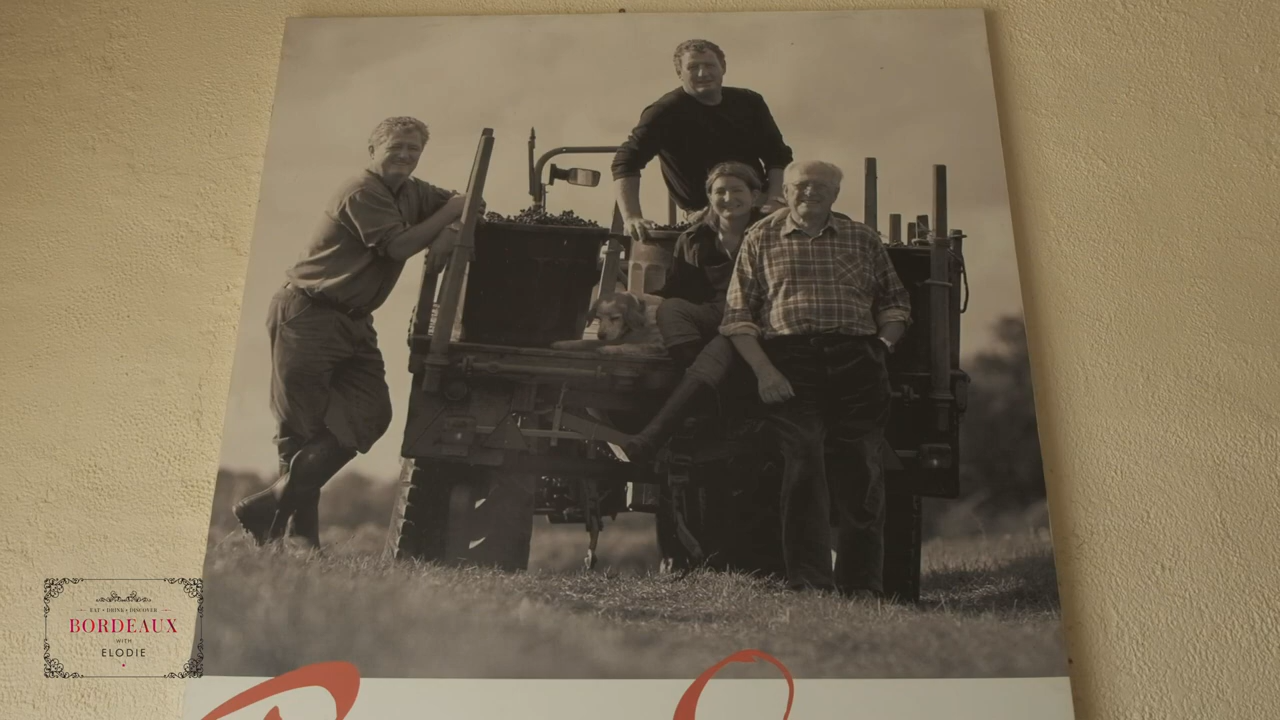 EAT • DRINK • DISCOVER
BORDEAUX
WITH
ELODIE